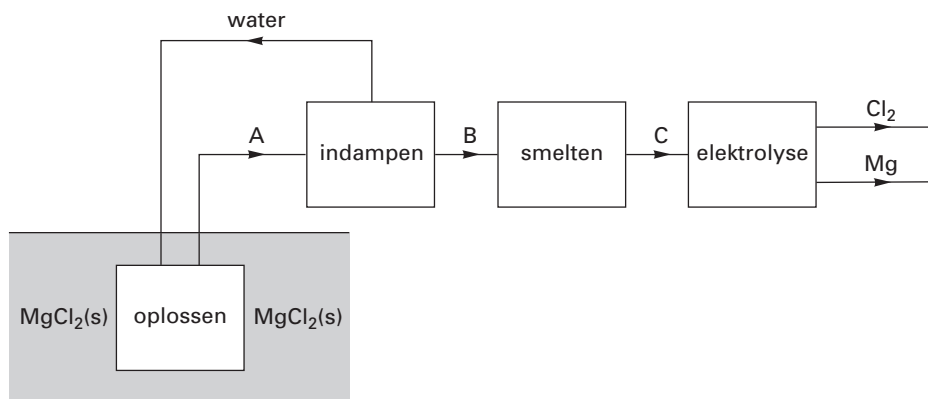 water
Cl₂
A
B
C
indampen
smelten
elektrolyse
Mg
MgCl₂(s)
oplossen
MgCl₂(s)